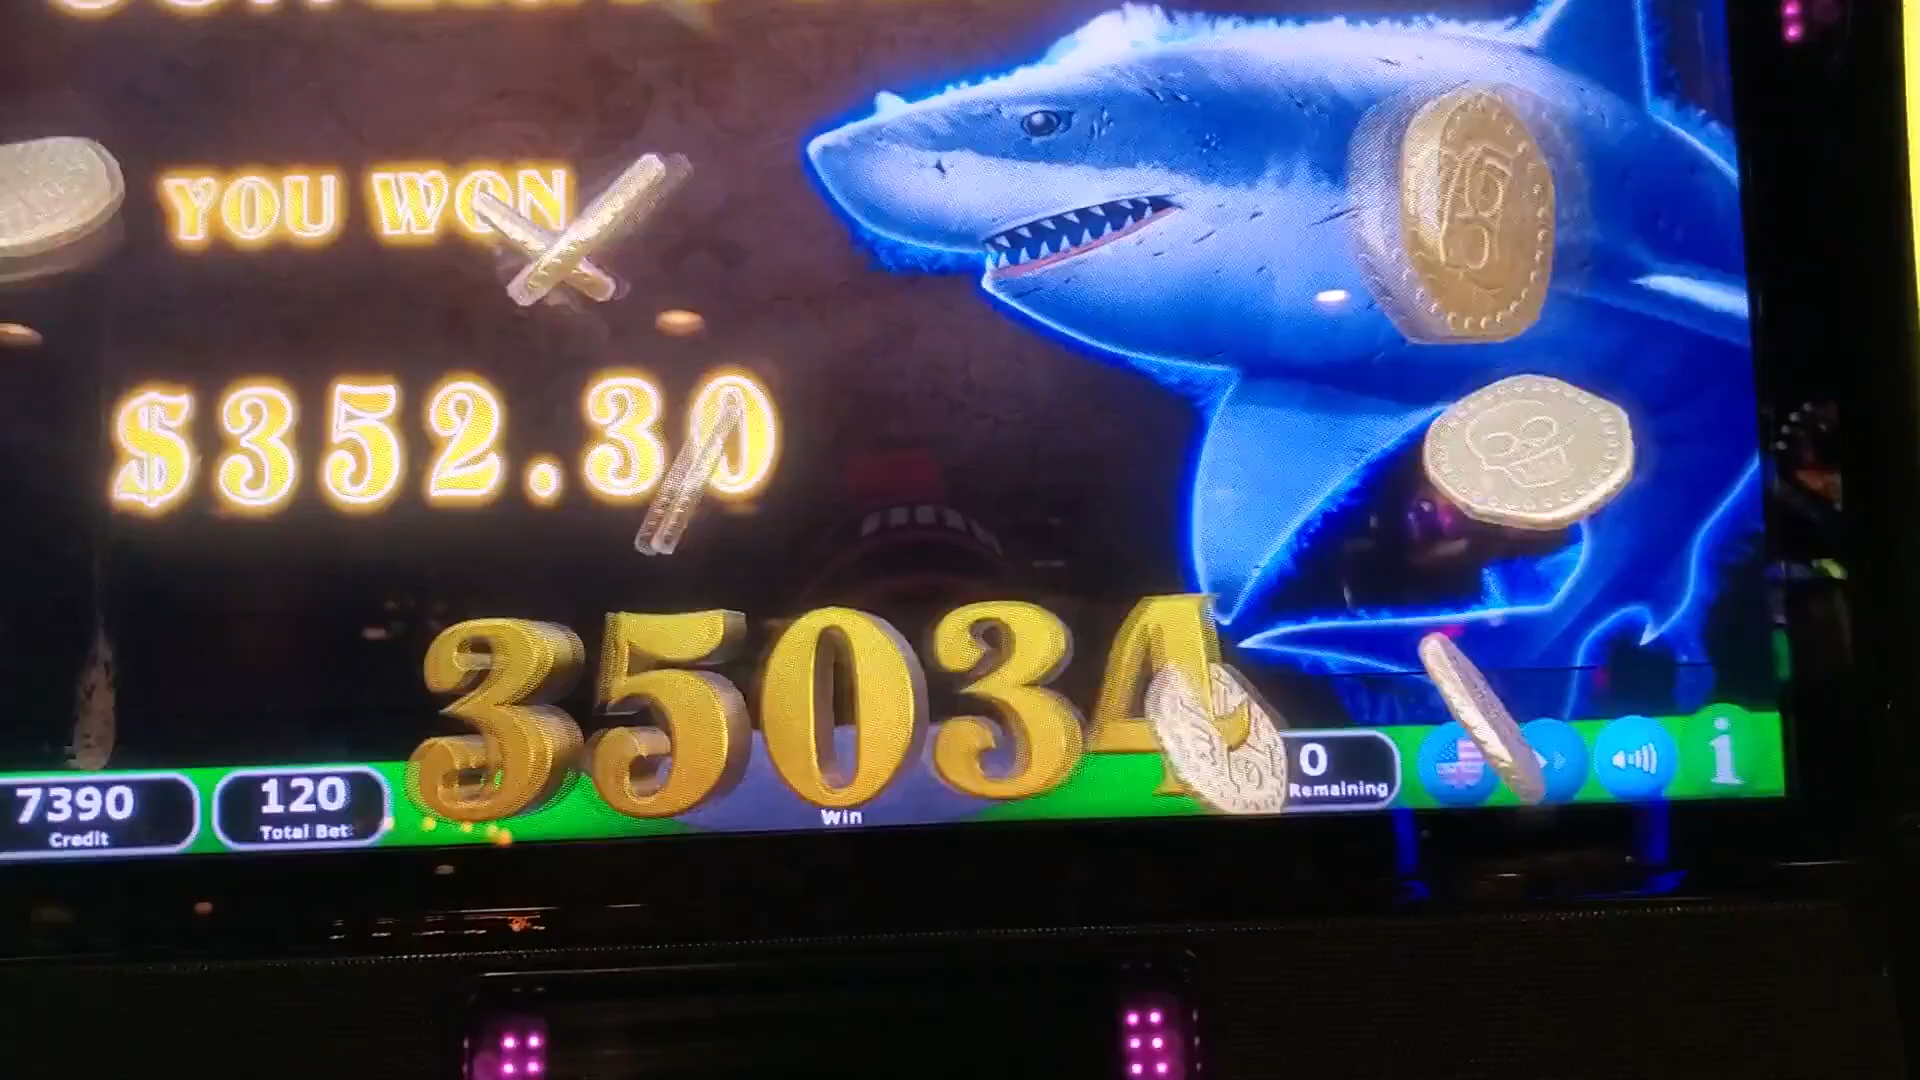 YOU WON
$352.30
35034
7390
Credit
120
Total Bet
Win
0
Remaining
i